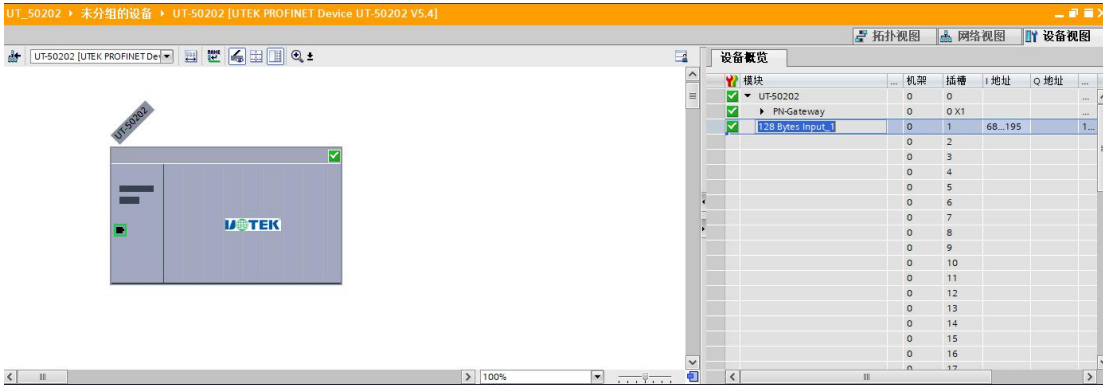 UT_50202 ▸ 未分组的设备 ▸ UT-50202 [UTEK PROFINET Device UT-50202 V5.4]
拓扑视图 网络视图 设备视图
UT-50202 [UTEK PROFINET De
设备概览
模块 ... 机架 插槽 I 地址 Q 地址 ...
UT-50202 0 0 ...
PN-Gateway 0 0 X1 ...
128 Bytes Input_1 0 1 68...195 1...
0 2
0 3
0 4
0 5
0 6
0 7
0 8
0 9
0 10
0 11
0 12
0 13
0 14
0 15
0 16
0 17
UT-50202
UTEK
100%